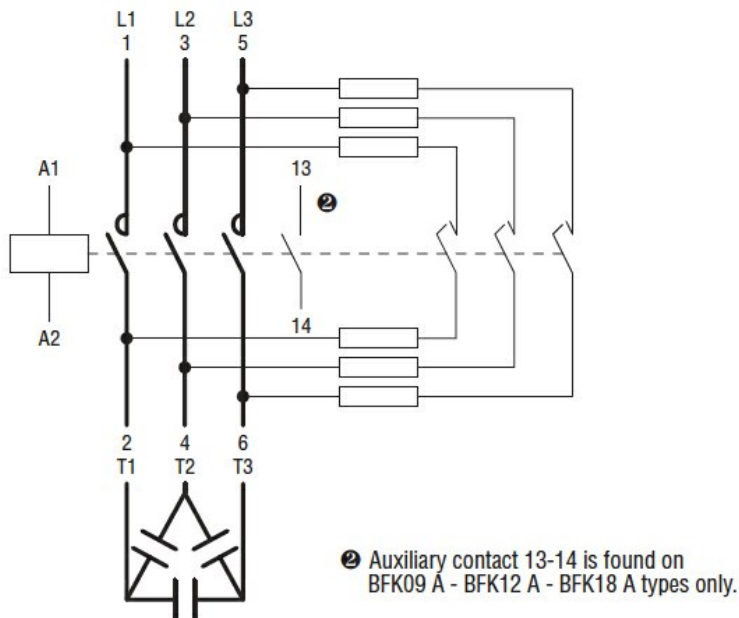 L1 L2 L3
1 3 5
A1
13
❷
A2
14
2 4 6
T1 T2 T3
❷ Auxiliary contact 13-14 is found on
BFK09 A - BFK12 A - BFK18 A types only.